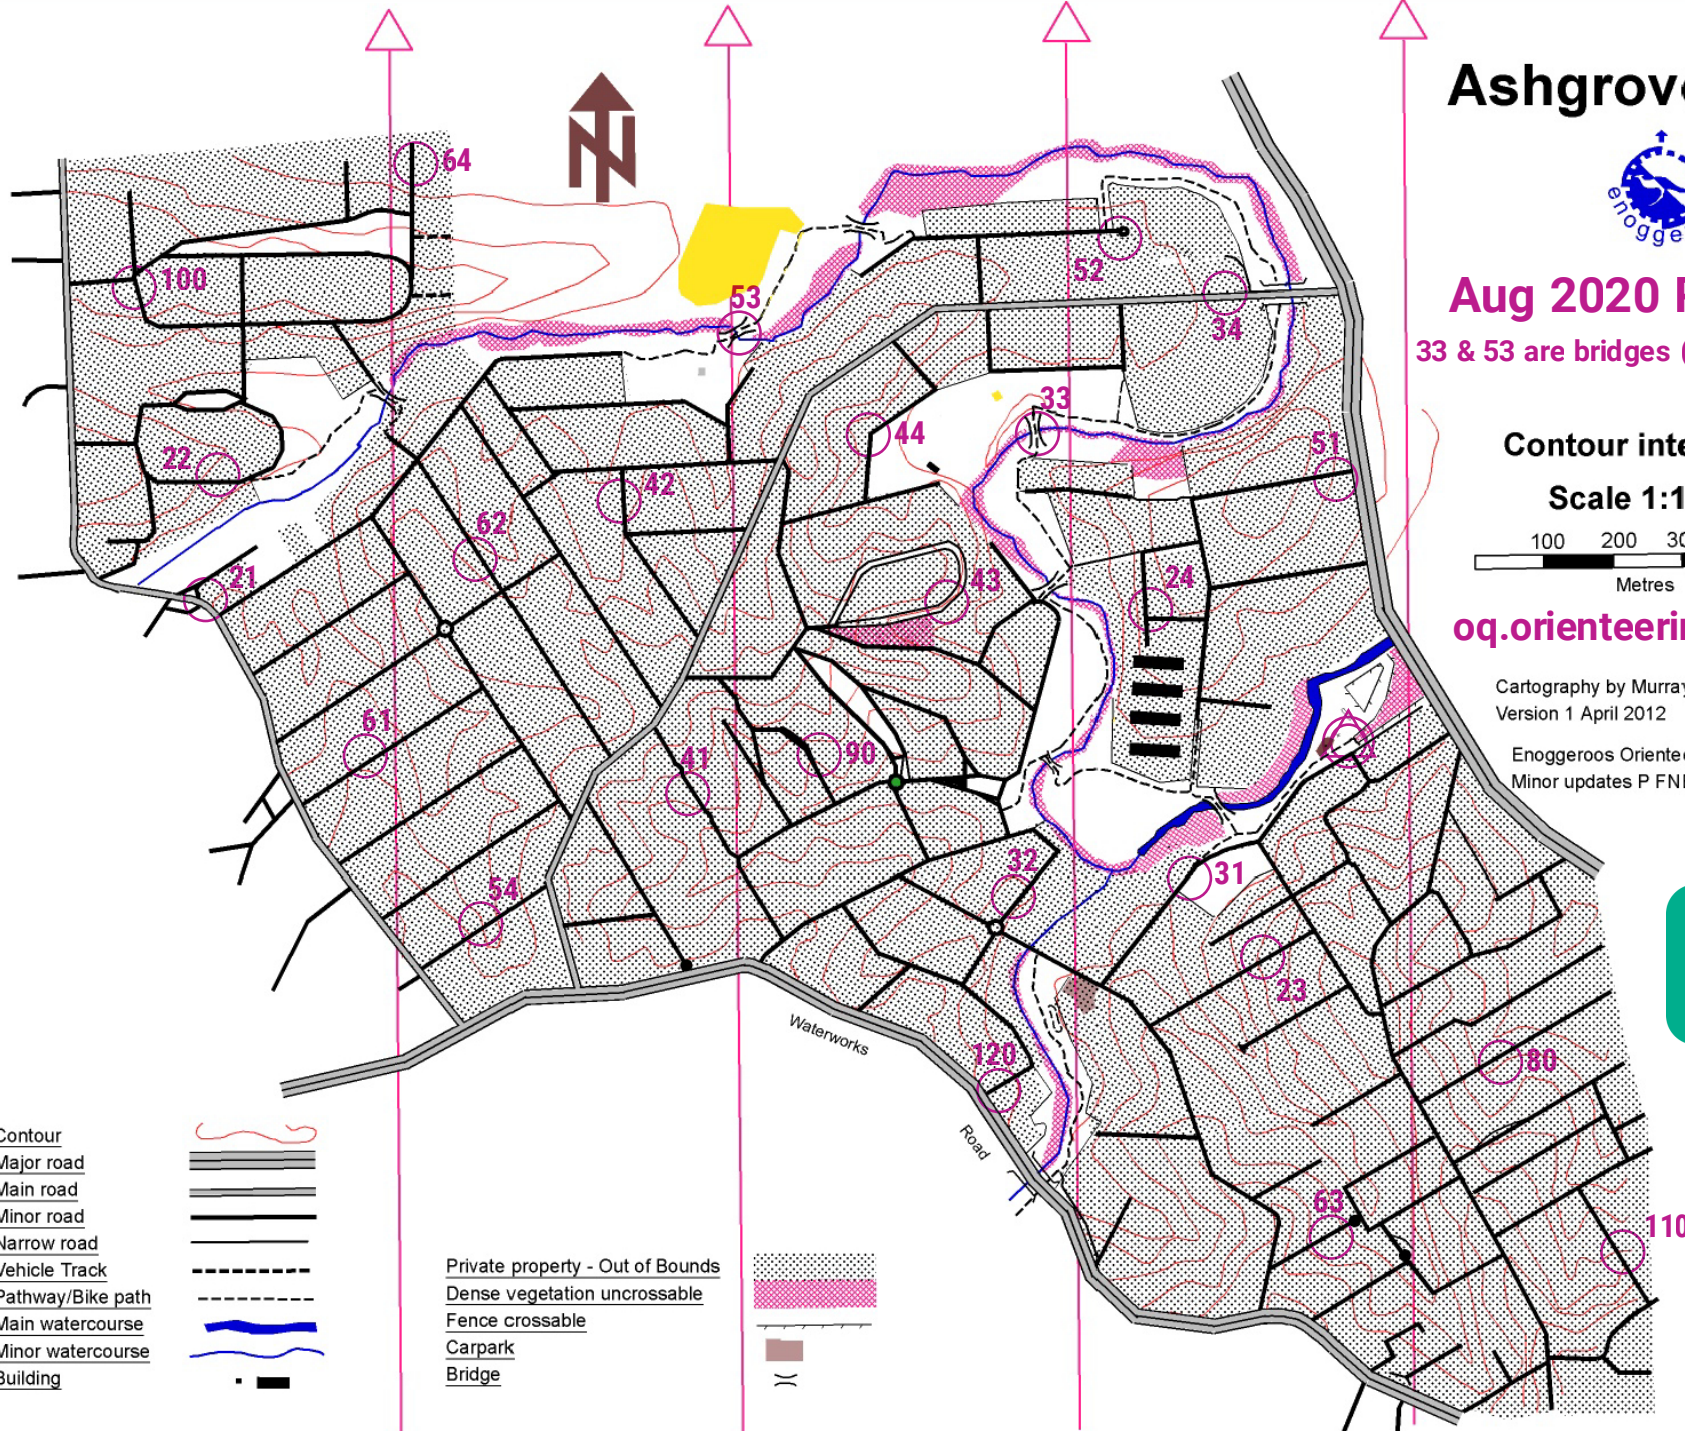 Ashgrov
enogge
Aug 2020
33 & 53 are bridges (
Contour inte
Scale 1:1
100 200 30
Metres
oq.orienteerin
Cartography by Murray
Version 1 April 2012
Enoggeroos Oriente
Minor updates P FN
N
64
100
53
52
34
33
44
51
22
42
62
21
43
24
61
41
90
54
32
31
23
120
80
63
110
Waterworks
Road
Contour
Major road
Main road
Minor road
Narrow road
Vehicle Track
Pathway/Bike path
Main watercourse
Minor watercourse
Building
Private property - Out of Bounds
Dense vegetation uncrossable
Fence crossable
Carpark
Bridge